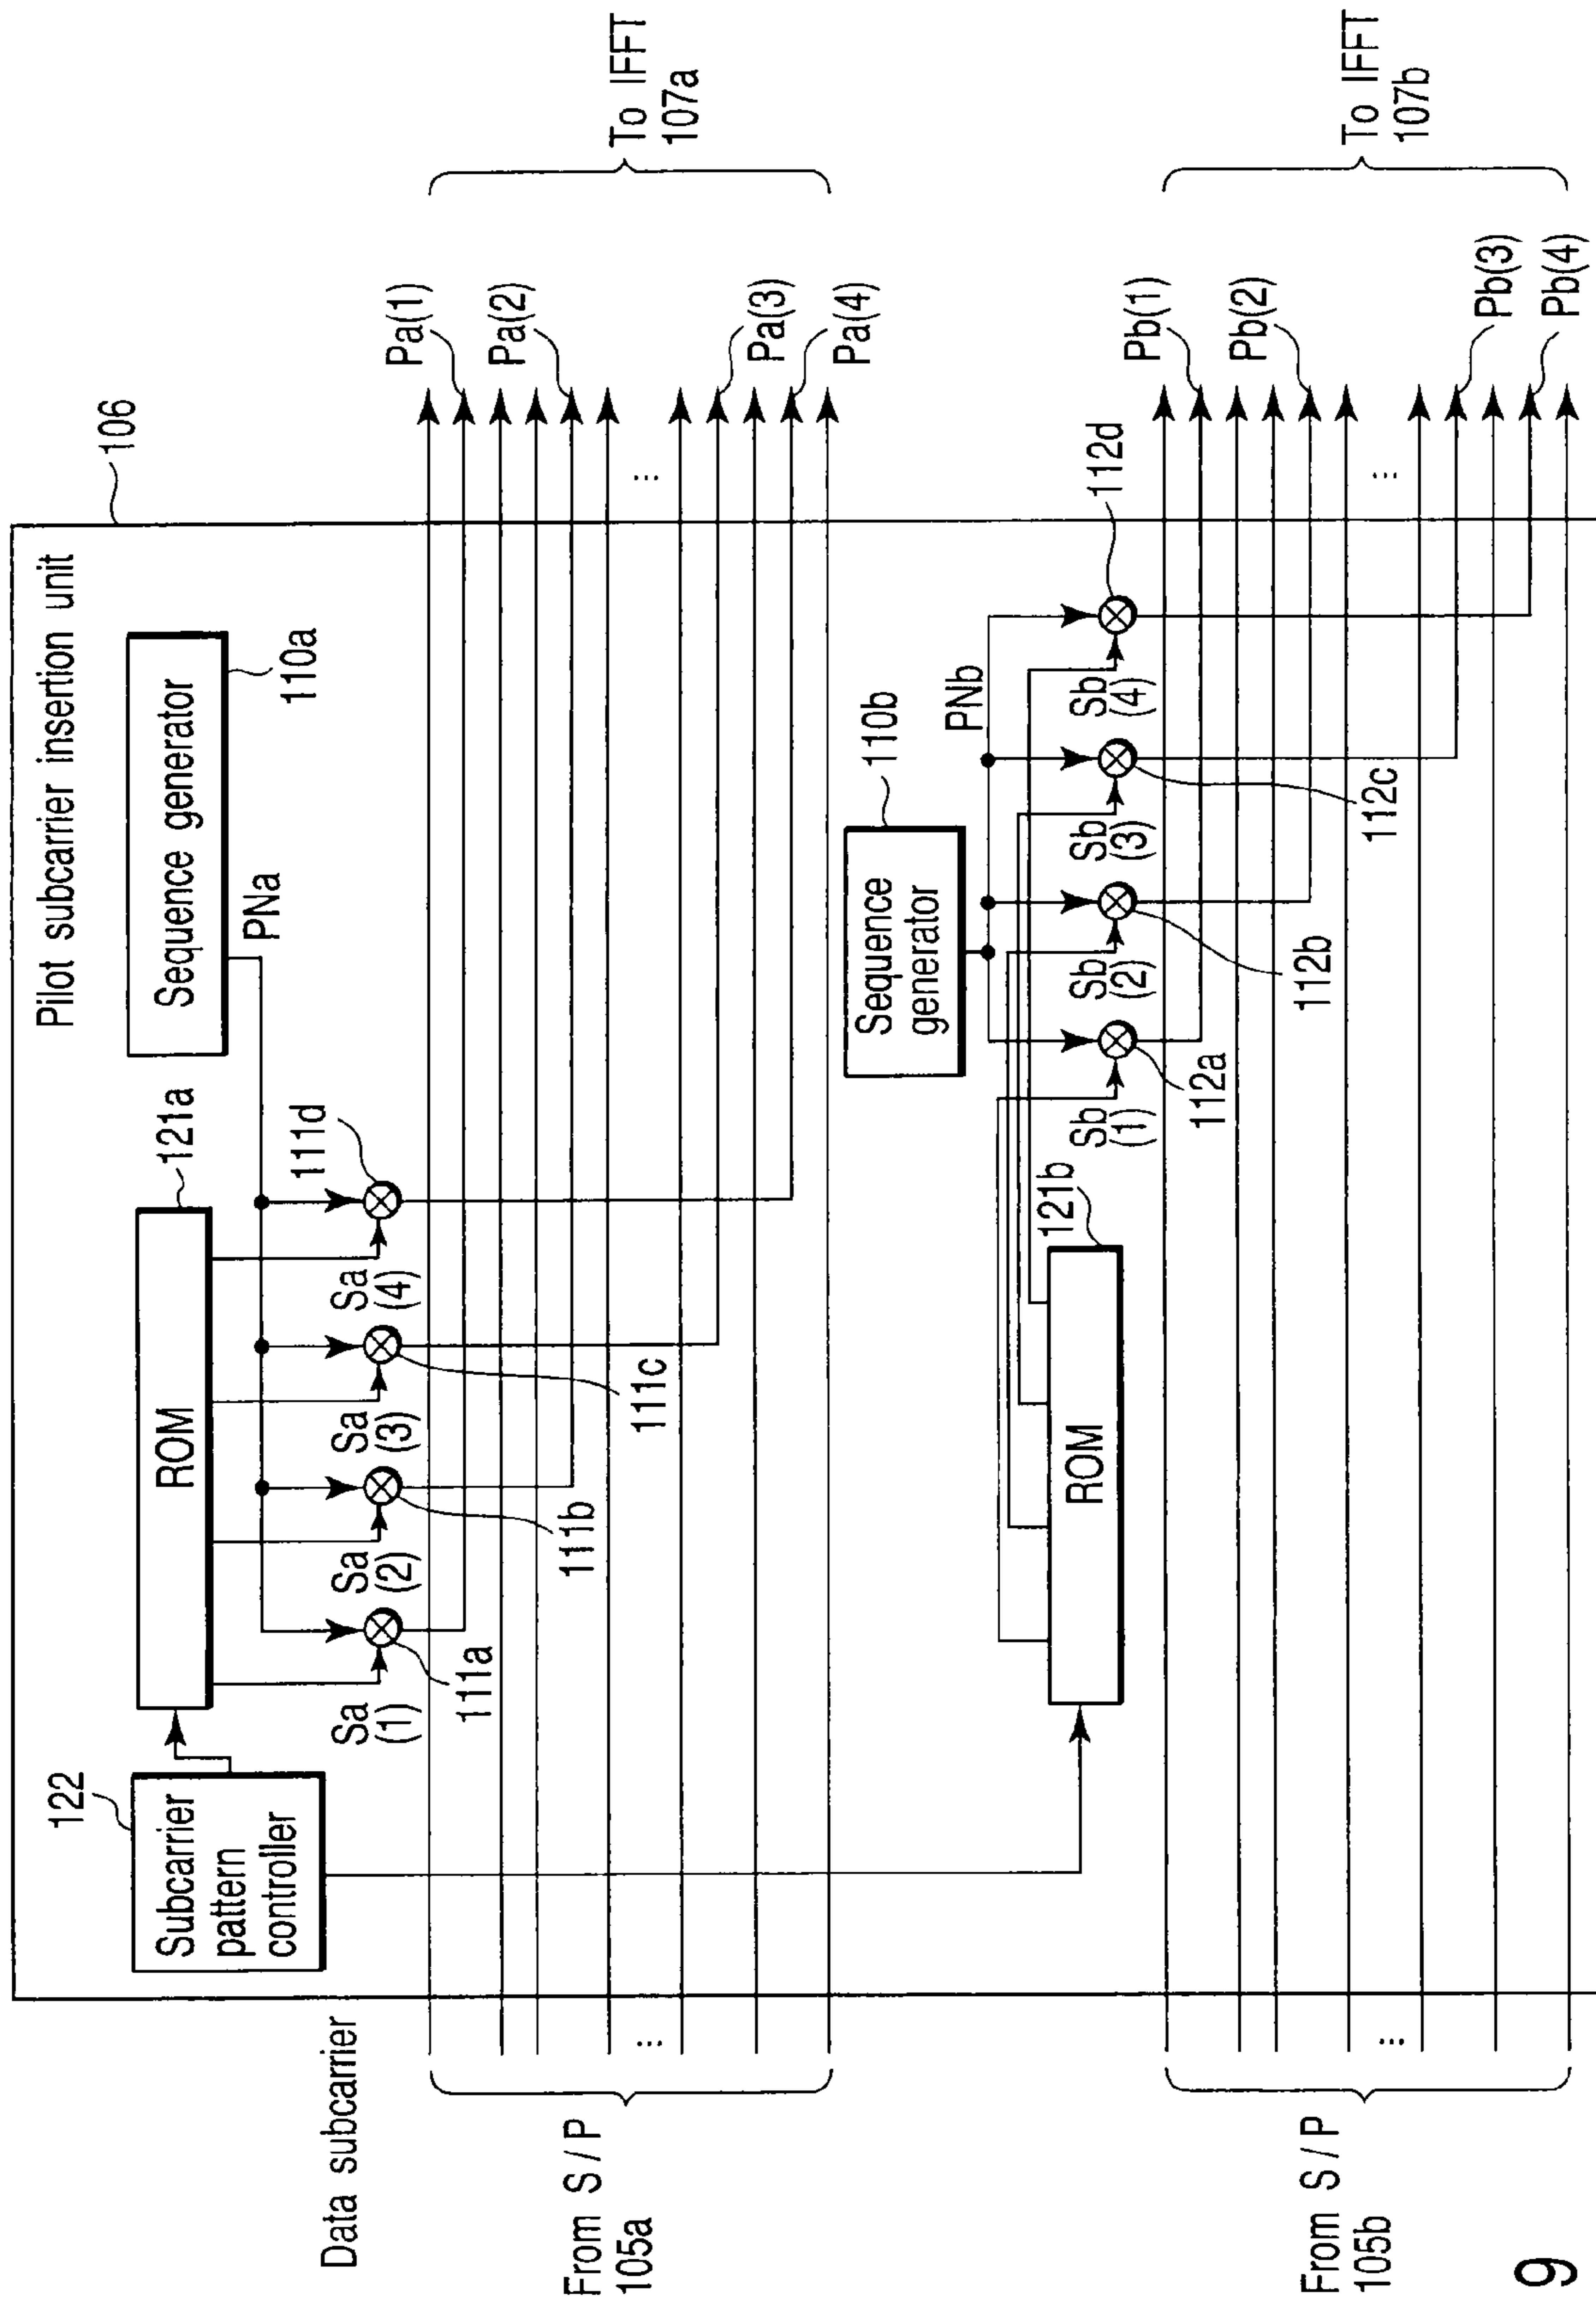 Pilot subcarrier insertion unit
106
122
Subcarrier
pattern
controller
ROM
121a
Sequence generator
110a
PNa
Sa
(1)
Sa
(2)
Sa
(3)
Sa
(4)
111a
111b
111c
111d
Data subcarrier
From S / P
105a
⋮
⋮
Pa(1)
Pa(2)
Pa(3)
Pa(4)
To IFFT
107a
Sequence
generator
110b
PNb
ROM
121b
Sb
(1)
Sb
(2)
Sb
(3)
Sb
(4)
112a
112b
112c
112d
From S / P
105b
⋮
⋮
Pb(1)
Pb(2)
Pb(3)
Pb(4)
To IFFT
107b
9